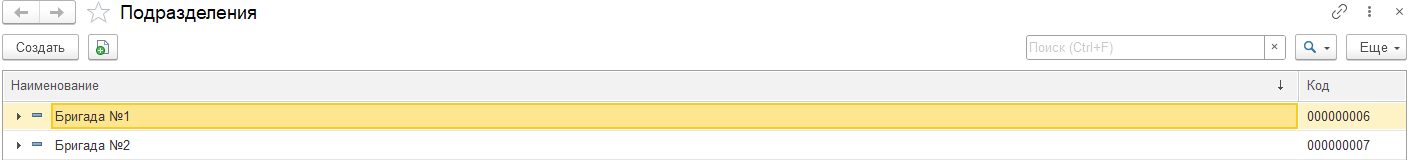 Подразделения
Создать Поиск (Ctrl+F) × Еще
Наименование ↓ Код
Бригада №1 000000006
Бригада №2 000000007